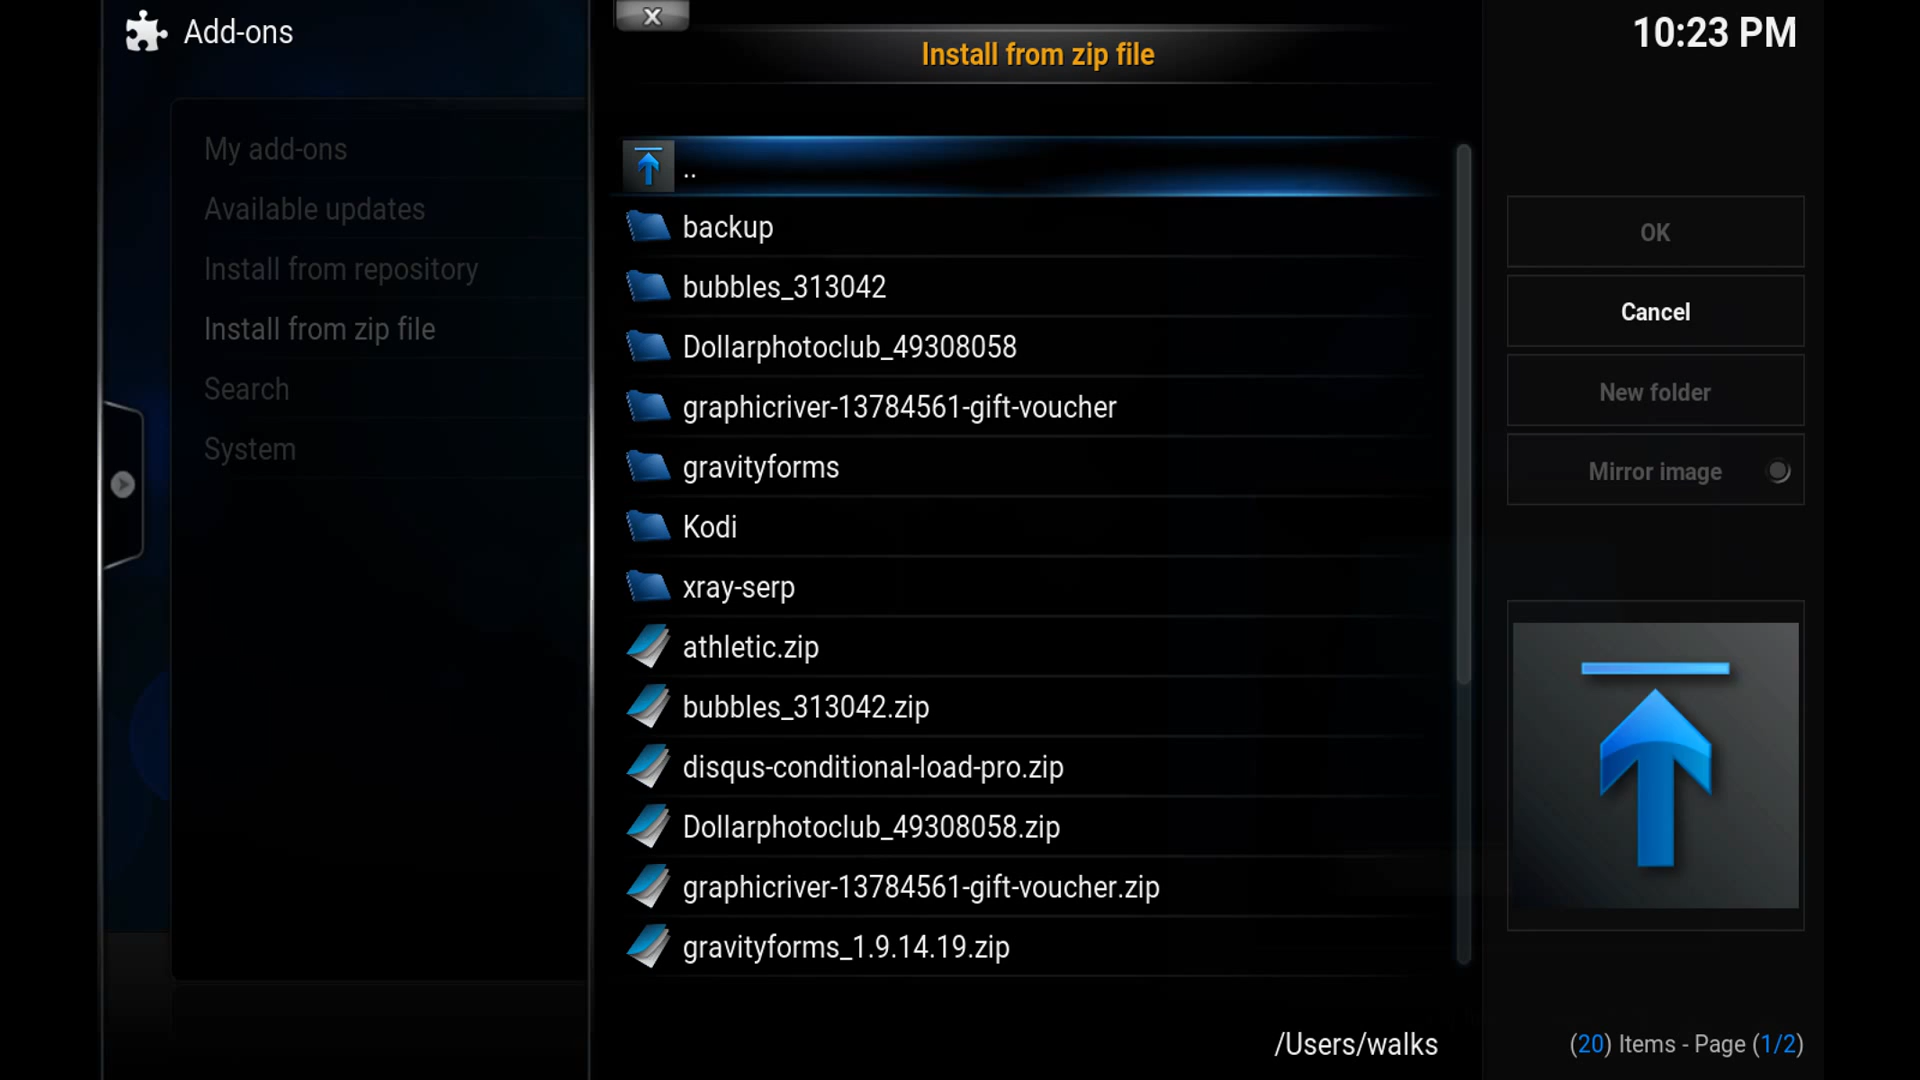 Add-ons
X
Install from zip file
10:23 PM
My add-ons
Available updates
Install from repository
Install from zip file
Search
System
..
backup
bubbles_313042
Dollarphotoclub_49308058
graphicriver-13784561-gift-voucher
gravityforms
Kodi
xray-serp
athletic.zip
bubbles_313042.zip
disqus-conditional-load-pro.zip
Dollarphotoclub_49308058.zip
graphicriver-13784561-gift-voucher.zip
gravityforms_1.9.14.19.zip
OK
Cancel
New folder
Mirror image
/Users/walks
(20) Items - Page (1/2)